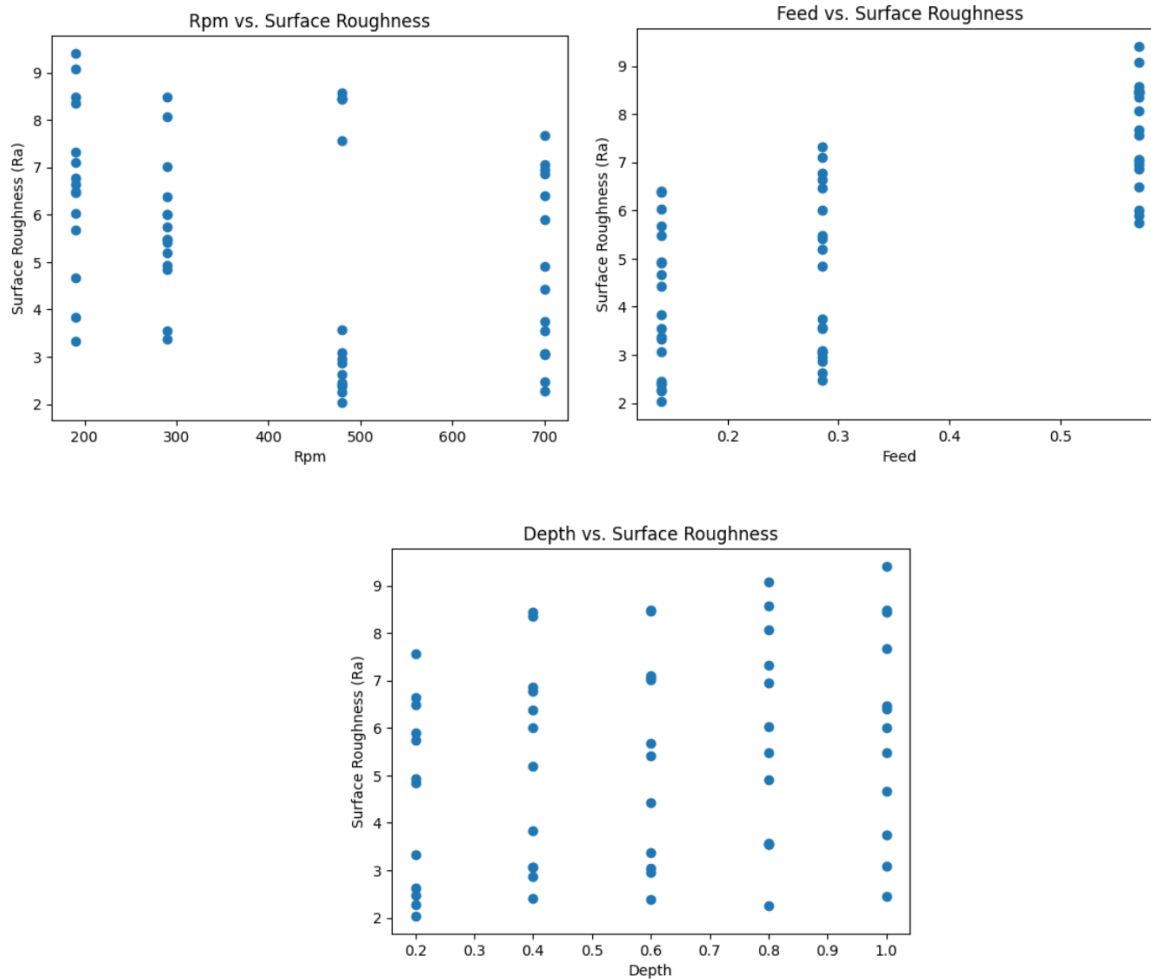 Rpm vs. Surface Roughness
Surface Roughness (Ra)
9
8
7
6
5
4
3
2
200 300 400 500 600 700
Rpm
Feed vs. Surface Roughness
Surface Roughness (Ra)
9
8
7
6
5
4
3
2
0.2 0.3 0.4 0.5
Feed
Depth vs. Surface Roughness
Surface Roughness (Ra)
9
8
7
6
5
4
3
2
0.2 0.3 0.4 0.5 0.6 0.7 0.8 0.9 1.0
Depth